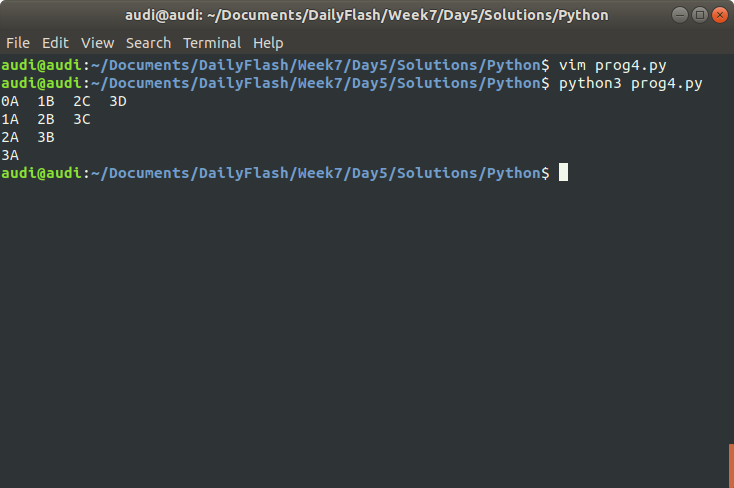 audi@audi: ~/Documents/DailyFlash/Week7/Day5/Solutions/Python
File Edit View Search Terminal Help
audi@audi:~/Documents/DailyFlash/Week7/Day5/Solutions/Python$ vim prog4.py
audi@audi:~/Documents/DailyFlash/Week7/Day5/Solutions/Python$ python3 prog4.py
0A  1B  2C  3D
1A  2B  3C
2A  3B
3A
audi@audi:~/Documents/DailyFlash/Week7/Day5/Solutions/Python$